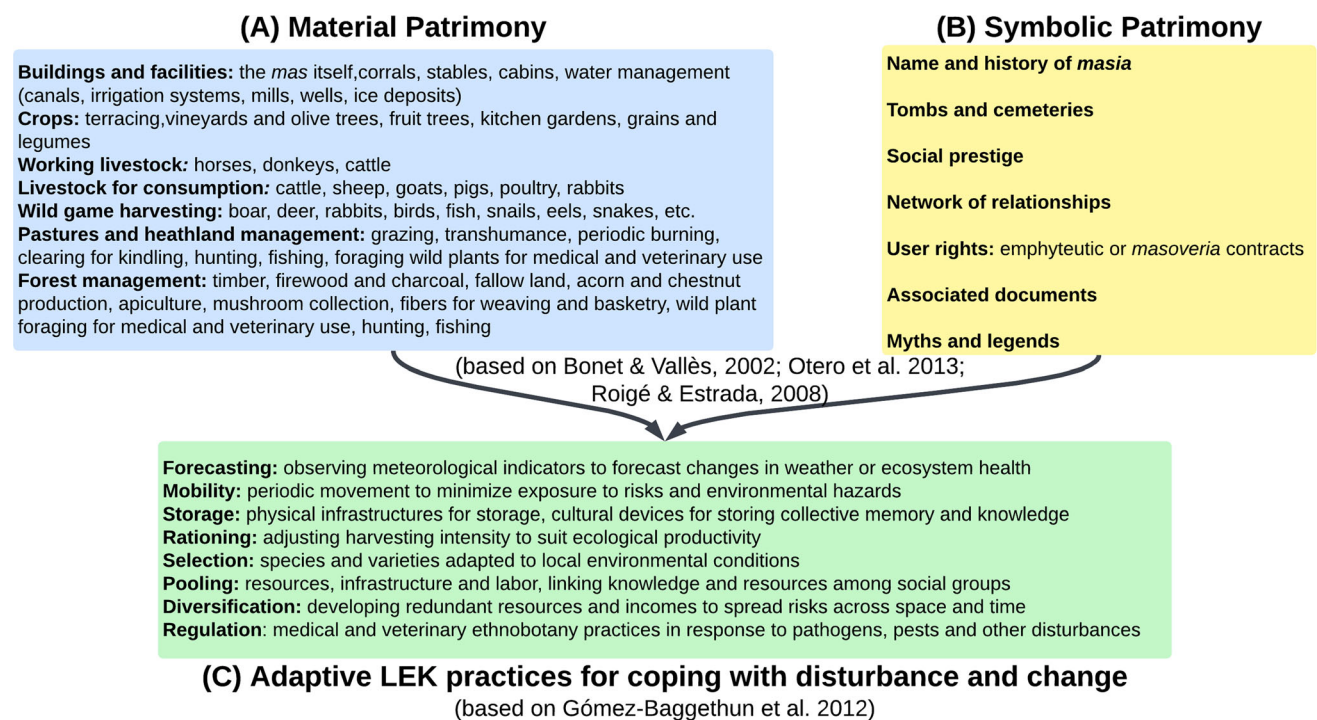 (A) Material Patrimony
Buildings and facilities: the mas itself,corrals, stables, cabins, water management
(canals, irrigation systems, mills, wells, ice deposits)
Crops: terracing,vineyards and olive trees, fruit trees, kitchen gardens, grains and
legumes
Working livestock: horses, donkeys, cattle
Livestock for consumption: cattle, sheep, goats, pigs, poultry, rabbits
Wild game harvesting: boar, deer, rabbits, birds, fish, snails, eels, snakes, etc.
Pastures and heathland management: grazing, transhumance, periodic burning,
clearing for kindling, hunting, fishing, foraging wild plants for medical and veterinary use
Forest management: timber, firewood and charcoal, fallow land, acorn and chestnut
production, apiculture, mushroom collection, fibers for weaving and basketry, wild plant
foraging for medical and veterinary use, hunting, fishing
(B) Symbolic Patrimony
Name and history of masia
Tombs and cemeteries
Social prestige
Network of relationships
User rights: emphyteutic or masoveria contracts
Associated documents
Myths and legends
(based on Bonet & Vallès, 2002; Otero et al. 2013;
Roigé & Estrada, 2008)
Forecasting: observing meteorological indicators to forecast changes in weather or ecosystem health
Mobility: periodic movement to minimize exposure to risks and environmental hazards
Storage: physical infrastructures for storage, cultural devices for storing collective memory and knowledge
Rationing: adjusting harvesting intensity to suit ecological productivity
Selection: species and varieties adapted to local environmental conditions
Pooling: resources, infrastructure and labor, linking knowledge and resources among social groups
Diversification: developing redundant resources and incomes to spread risks across space and time
Regulation: medical and veterinary ethnobotany practices in response to pathogens, pests and other disturbances
(C) Adaptive LEK practices for coping with disturbance and change
(based on Gómez-Baggethun et al. 2012)